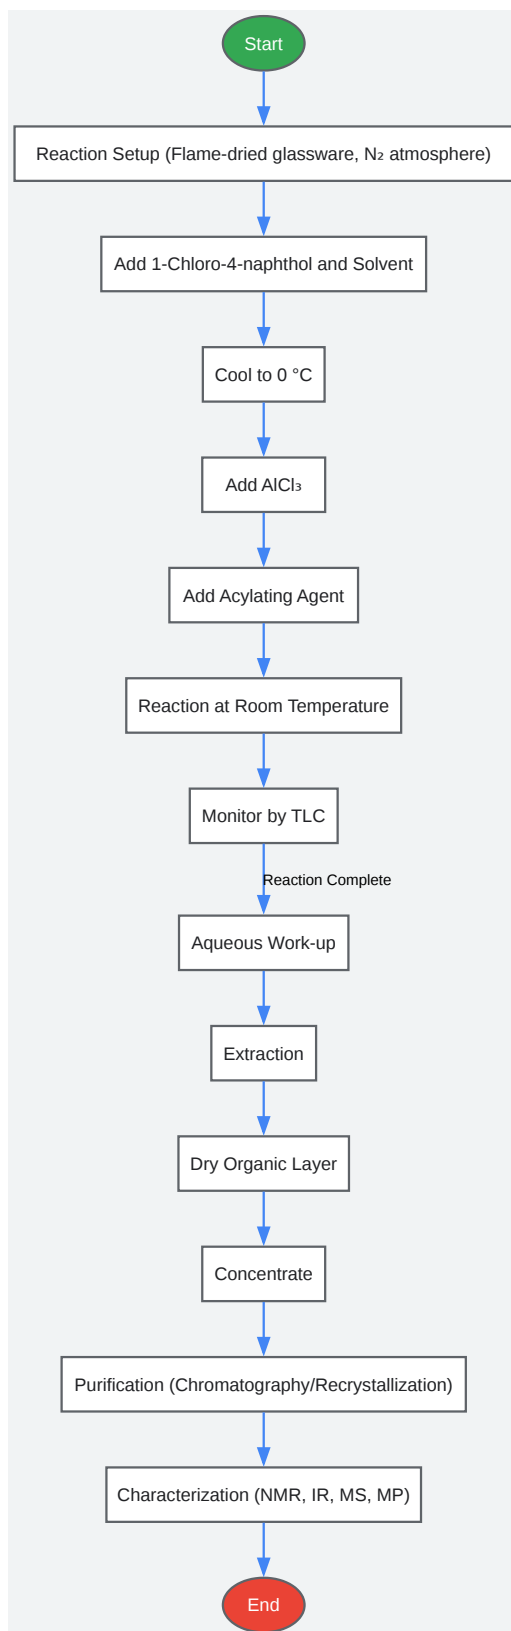 Start
Reaction Setup (Flame-dried glassware, N₂ atmosphere)
Add 1-Chloro-4-naphthol and Solvent
Cool to 0 °C
Add AlCl₃
Add Acylating Agent
Reaction at Room Temperature
Monitor by TLC
Reaction Complete
Aqueous Work-up
Extraction
Dry Organic Layer
Concentrate
Purification (Chromatography/Recrystallization)
Characterization (NMR, IR, MS, MP)
End